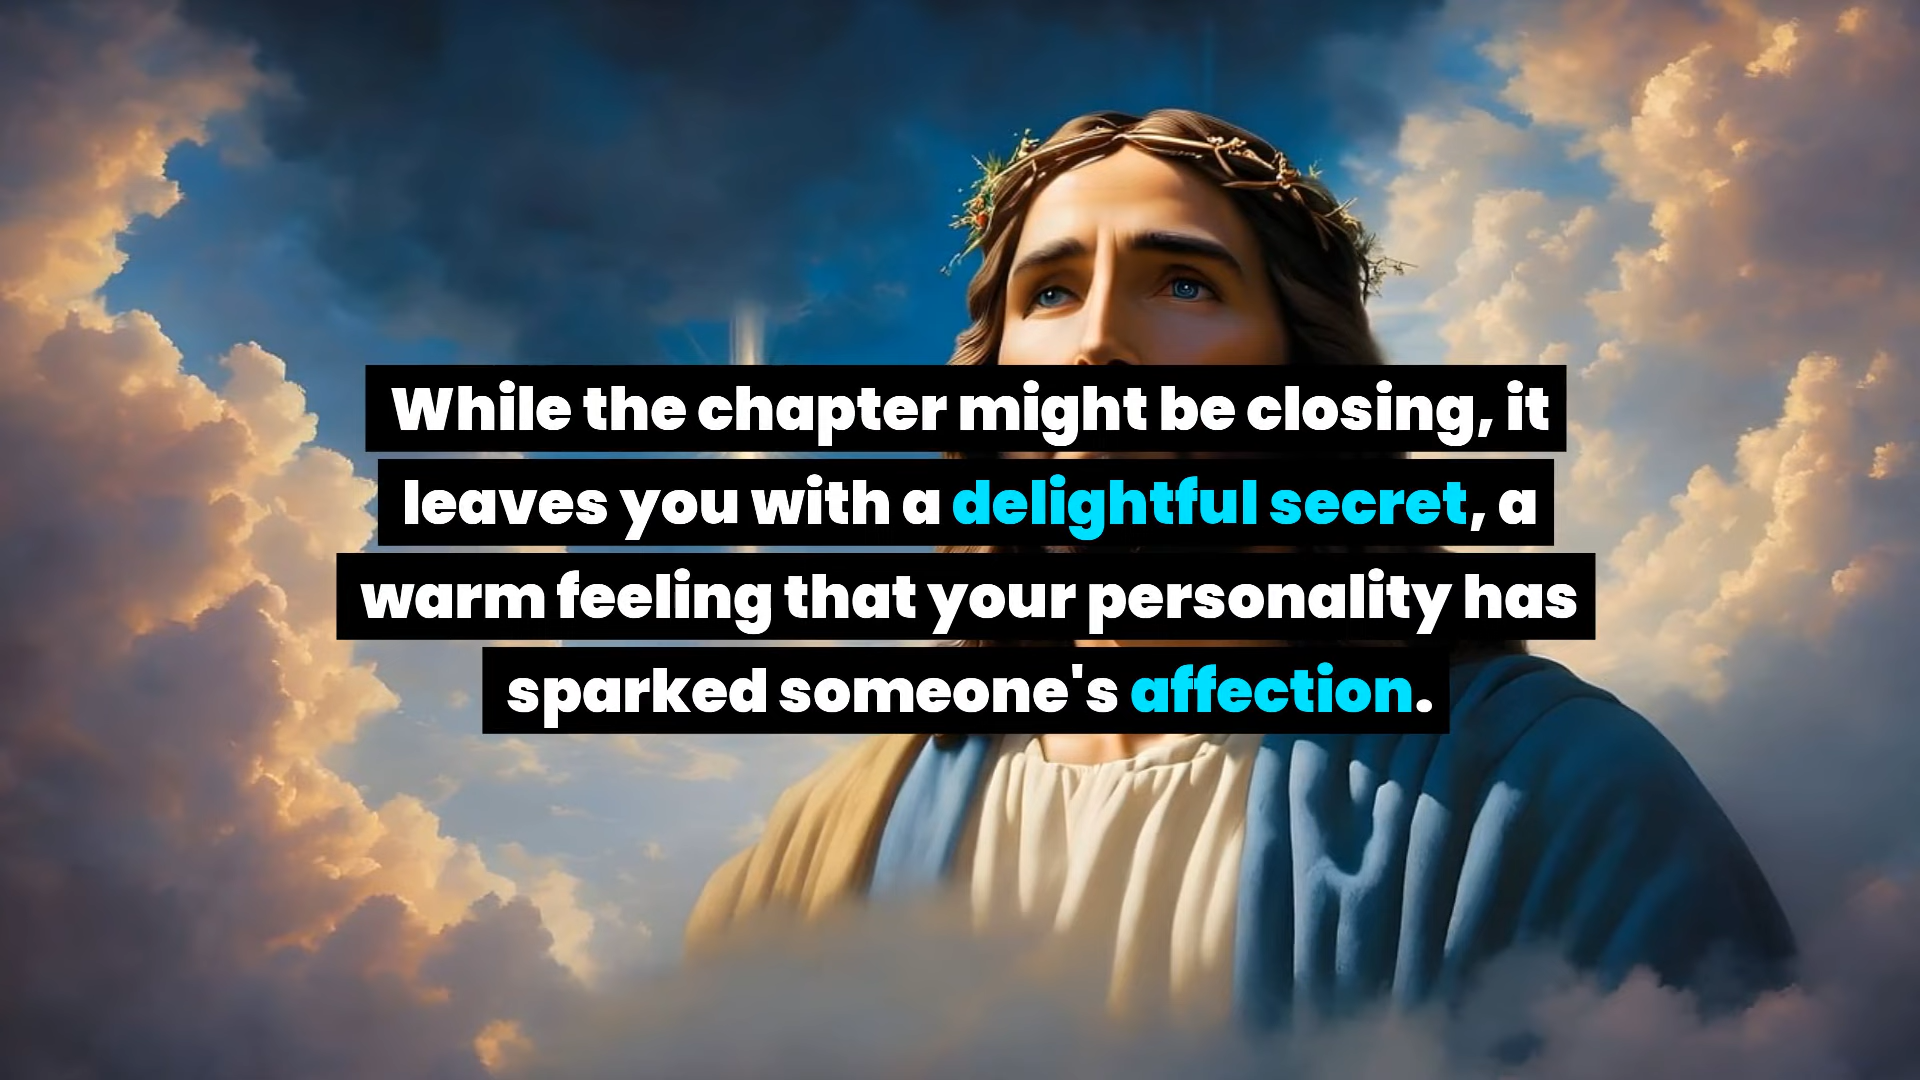 While the chapter might be closing, it
leaves you with a delightful secret, a
warm feeling that your personality has
sparked someone's affection.